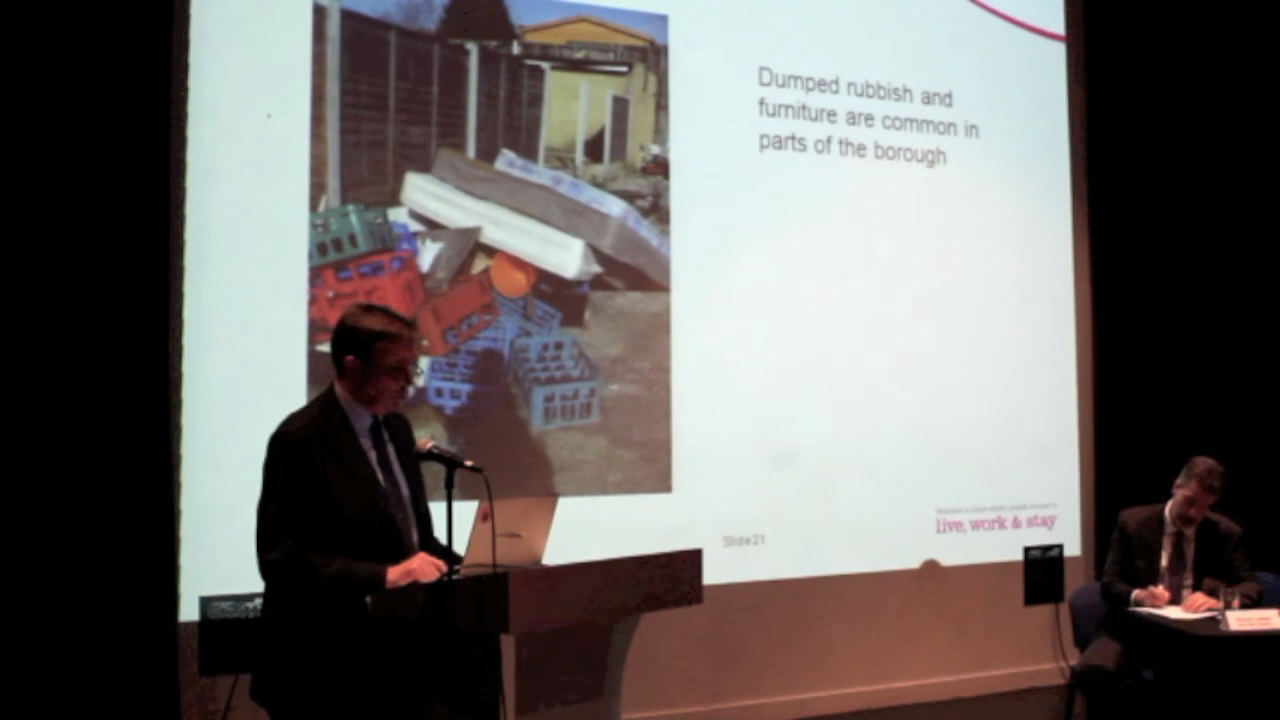 Dumped rubbish and
furniture are common in
parts of the borough
live, work & stay
Slide 21